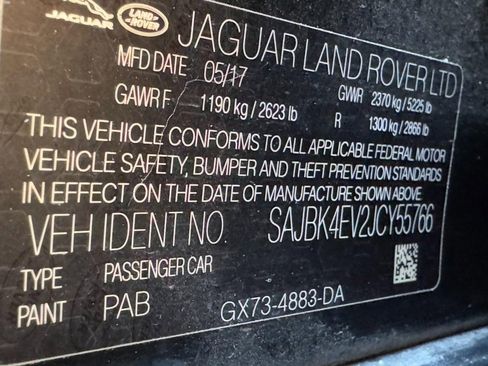 JAGUAR LAND-ROVER JAGUAR LAND ROVER LTD
MFD DATE 05/17 GWR 2370 kg / 5225 lb
GAWR F 1190 kg / 2623 lb R 1300 kg / 2866 lb
THIS VEHICLE CONFORMS TO ALL APPLICABLE FEDERAL MOTOR
VEHICLE SAFETY, BUMPER AND THEFT PREVENTION STANDARDS
IN EFFECT ON THE DATE OF MANUFACTURE SHOWN ABOVE.
VEH IDENT NO. SAJBK4EV2JCY55766
TYPE PASSENGER CAR
PAINT PAB GX73-4883-DA